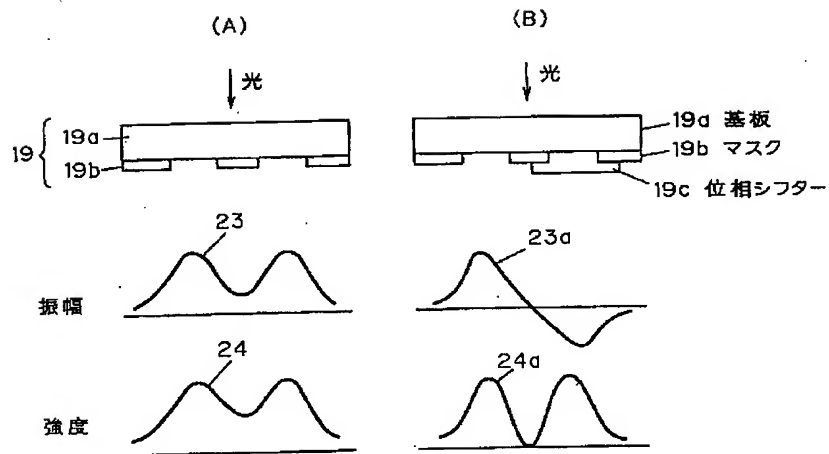 (A)
(B)
光
光
19
19a
19b
19a 基板
19b マスク
19c 位相シフター
23
23a
振幅
24
24a
強度